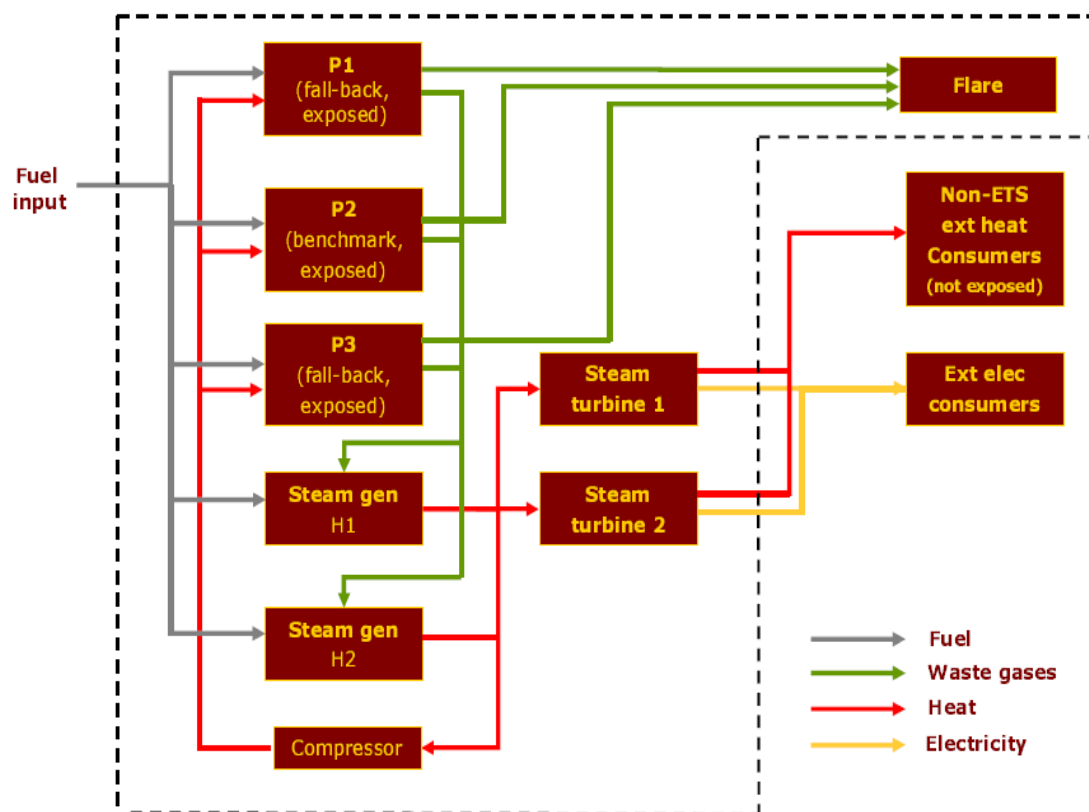 P1
(fall-back,
exposed)
Flare
Fuel
input
P2
(benchmark,
exposed)
Non-ETS
ext heat
Consumers
(not exposed)
P3
(fall-back,
exposed)
Steam
turbine 1
Ext elec
consumers
Steam gen
H1
Steam
turbine 2
Steam gen
H2
Compressor
Fuel
Waste gases
Heat
Electricity